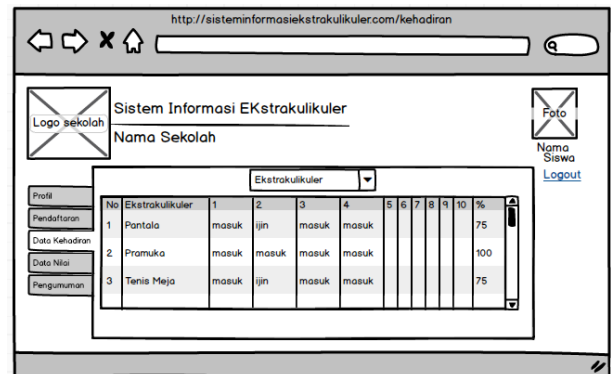 http://sisteminformasiekstrakulikuler.com/kehadiran
Logo sekolah
Sistem Informasi EKstrakulikuler
Nama Sekolah
Foto
Nama
Siswa
Logout
Ekstrakulikuler
Profil
Pendaftaran
Data Kehadiran
Data Nilai
Pengumuman
No Ekstrakulikuler 1 2 3 4 5 6 7 8 9 10 %
1 Pantala masuk ijin masuk masuk 75
2 Pramuka masuk masuk masuk masuk 100
3 Tenis Meja masuk ijin masuk masuk 75